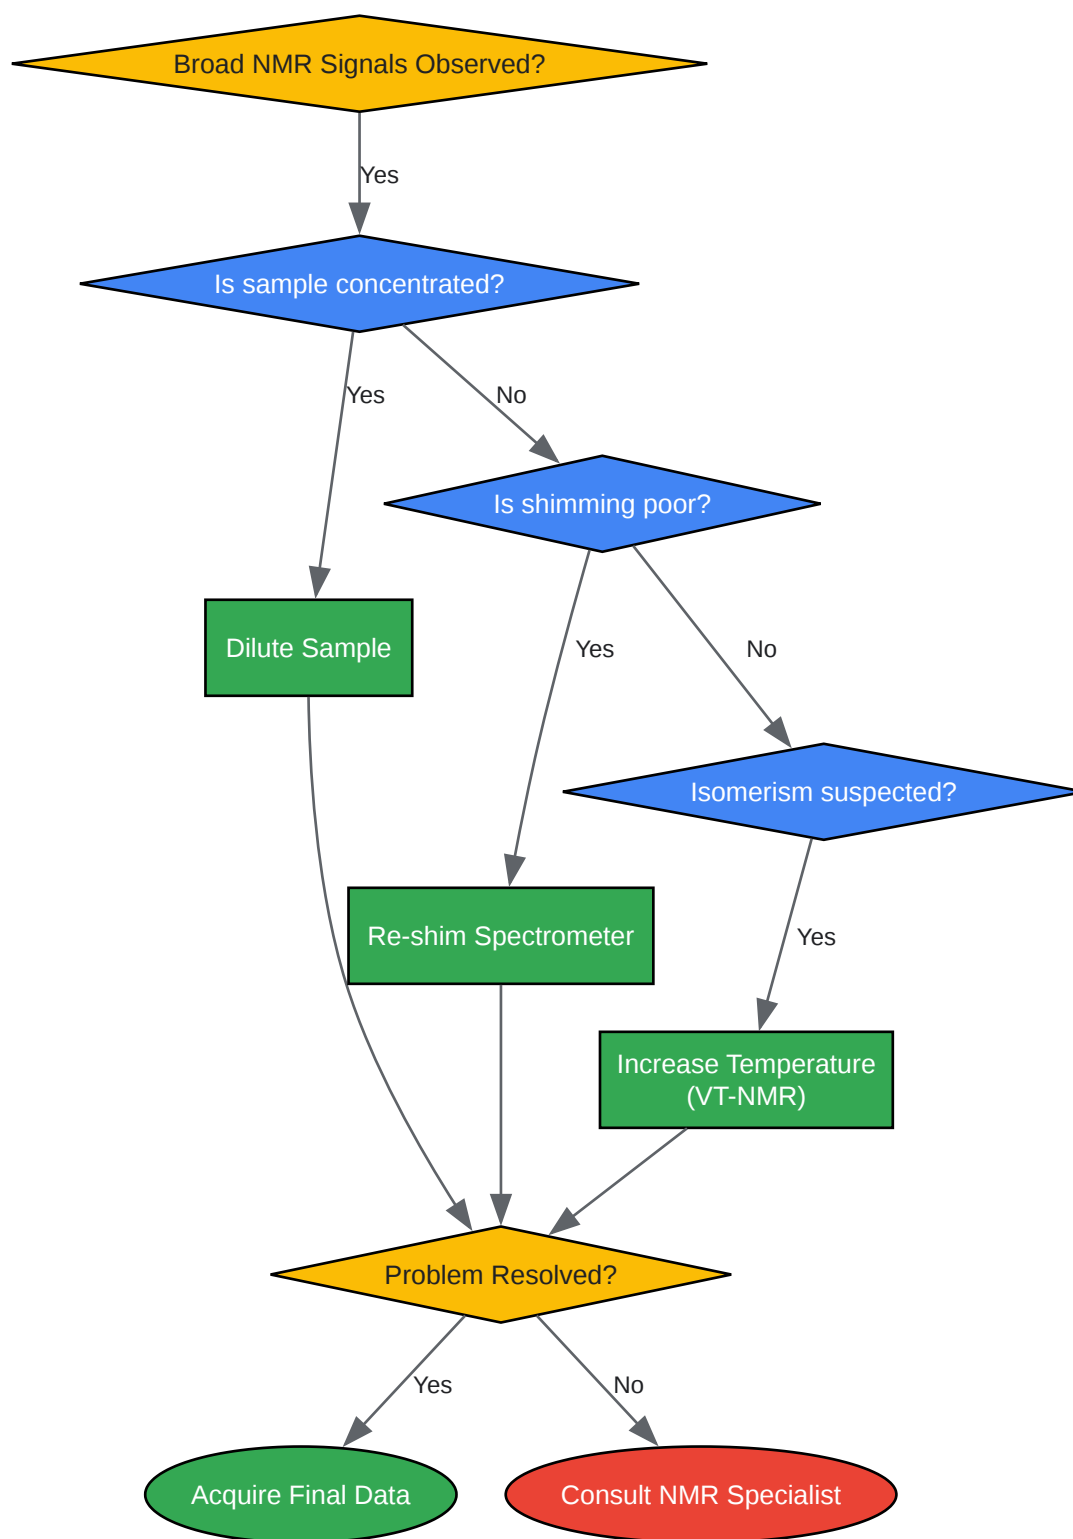 Broad NMR Signals Observed?
Yes
Is sample concentrated?
Yes
No
Is shimming poor?
Dilute Sample
Yes
No
Isomerism suspected?
Re-shim Spectrometer
Yes
Increase Temperature
(VT-NMR)
Problem Resolved?
Yes
No
Acquire Final Data
Consult NMR Specialist